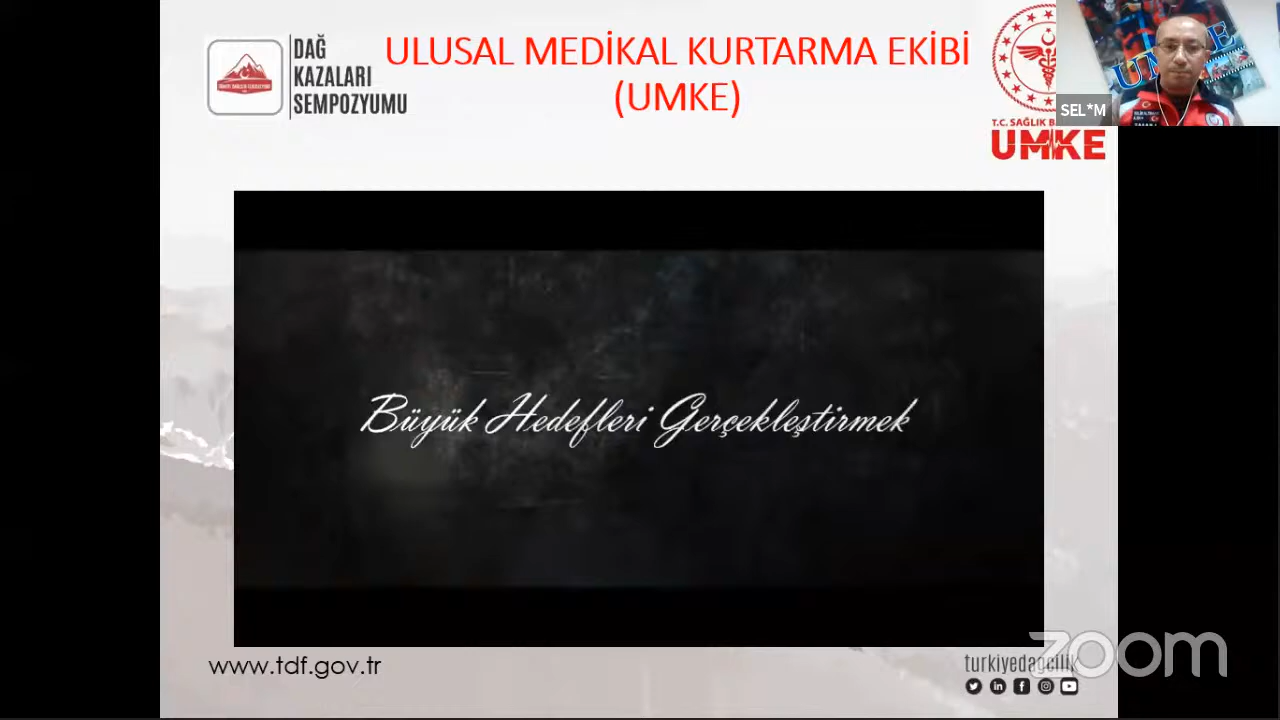 DAĞ
KAZALARI
SEMPOZYUMU
ULUSAL MEDİKAL KURTARMA EKİBİ
(UMKE)
SEL*M
T.C. SAĞLIK B
UMKE
Büyük Hedefleri Gerçekleştirmek
www.tdf.gov.tr
turkiyedagcilik
zoom